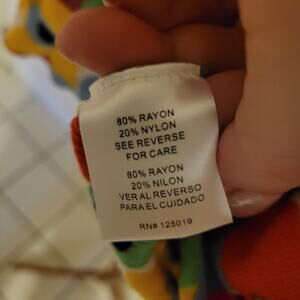 80% RAYON
20% NYLON
SEE REVERSE
FOR CARE
80% RAYON
20% NILON
VER AL REVERSO
PARA EL CUIDADO
RN# 125019